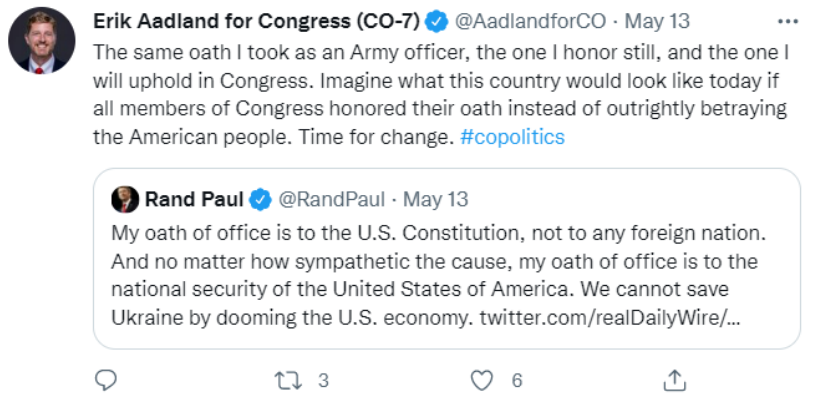 Erik Aadland for Congress (CO-7) @AadlandforCO · May 13 ...
The same oath I took as an Army officer, the one I honor still, and the one I
will uphold in Congress. Imagine what this country would look like today if
all members of Congress honored their oath instead of outrightly betraying
the American people. Time for change. #copolitics
Rand Paul @RandPaul · May 13
My oath of office is to the U.S. Constitution, not to any foreign nation.
And no matter how sympathetic the cause, my oath of office is to the
national security of the United States of America. We cannot save
Ukraine by dooming the U.S. economy. twitter.com/realDailyWire/...
3 6